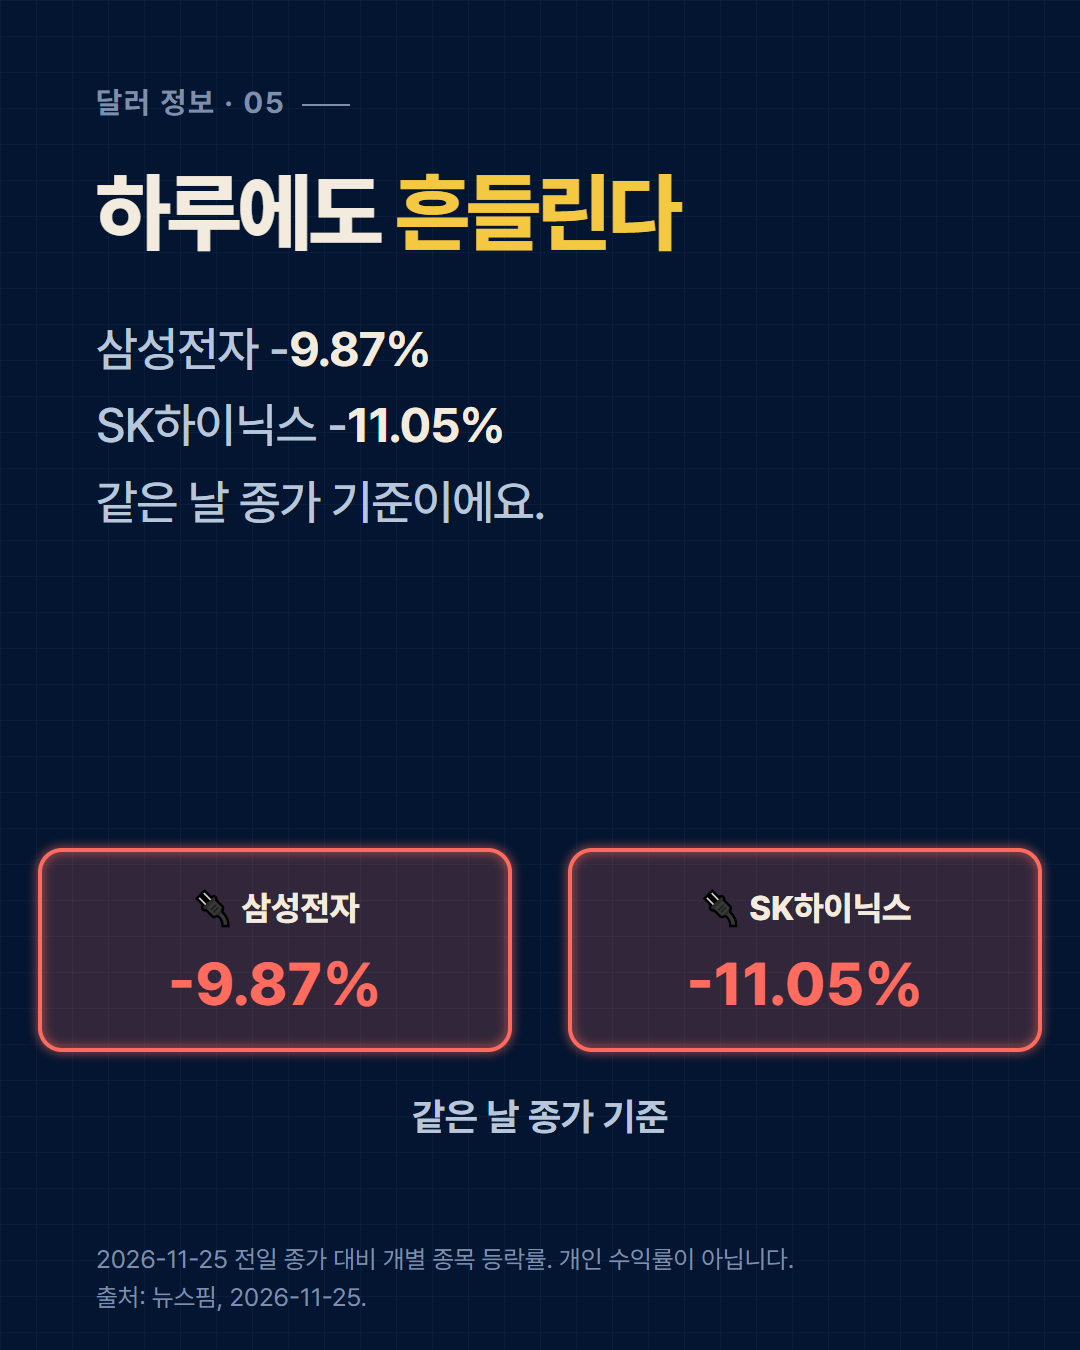 달러 정보 · 05
하루에도 흔들린다
삼성전자 -9.87%
SK하이닉스 -11.05%
같은 날 종가 기준이에요.
삼성전자
-9.87%
SK하이닉스
-11.05%
같은 날 종가 기준
2026-11-25 전일 종가 대비 개별 종목 등락률. 개인 수익률이 아닙니다.
출처: 뉴스핌, 2026-11-25.